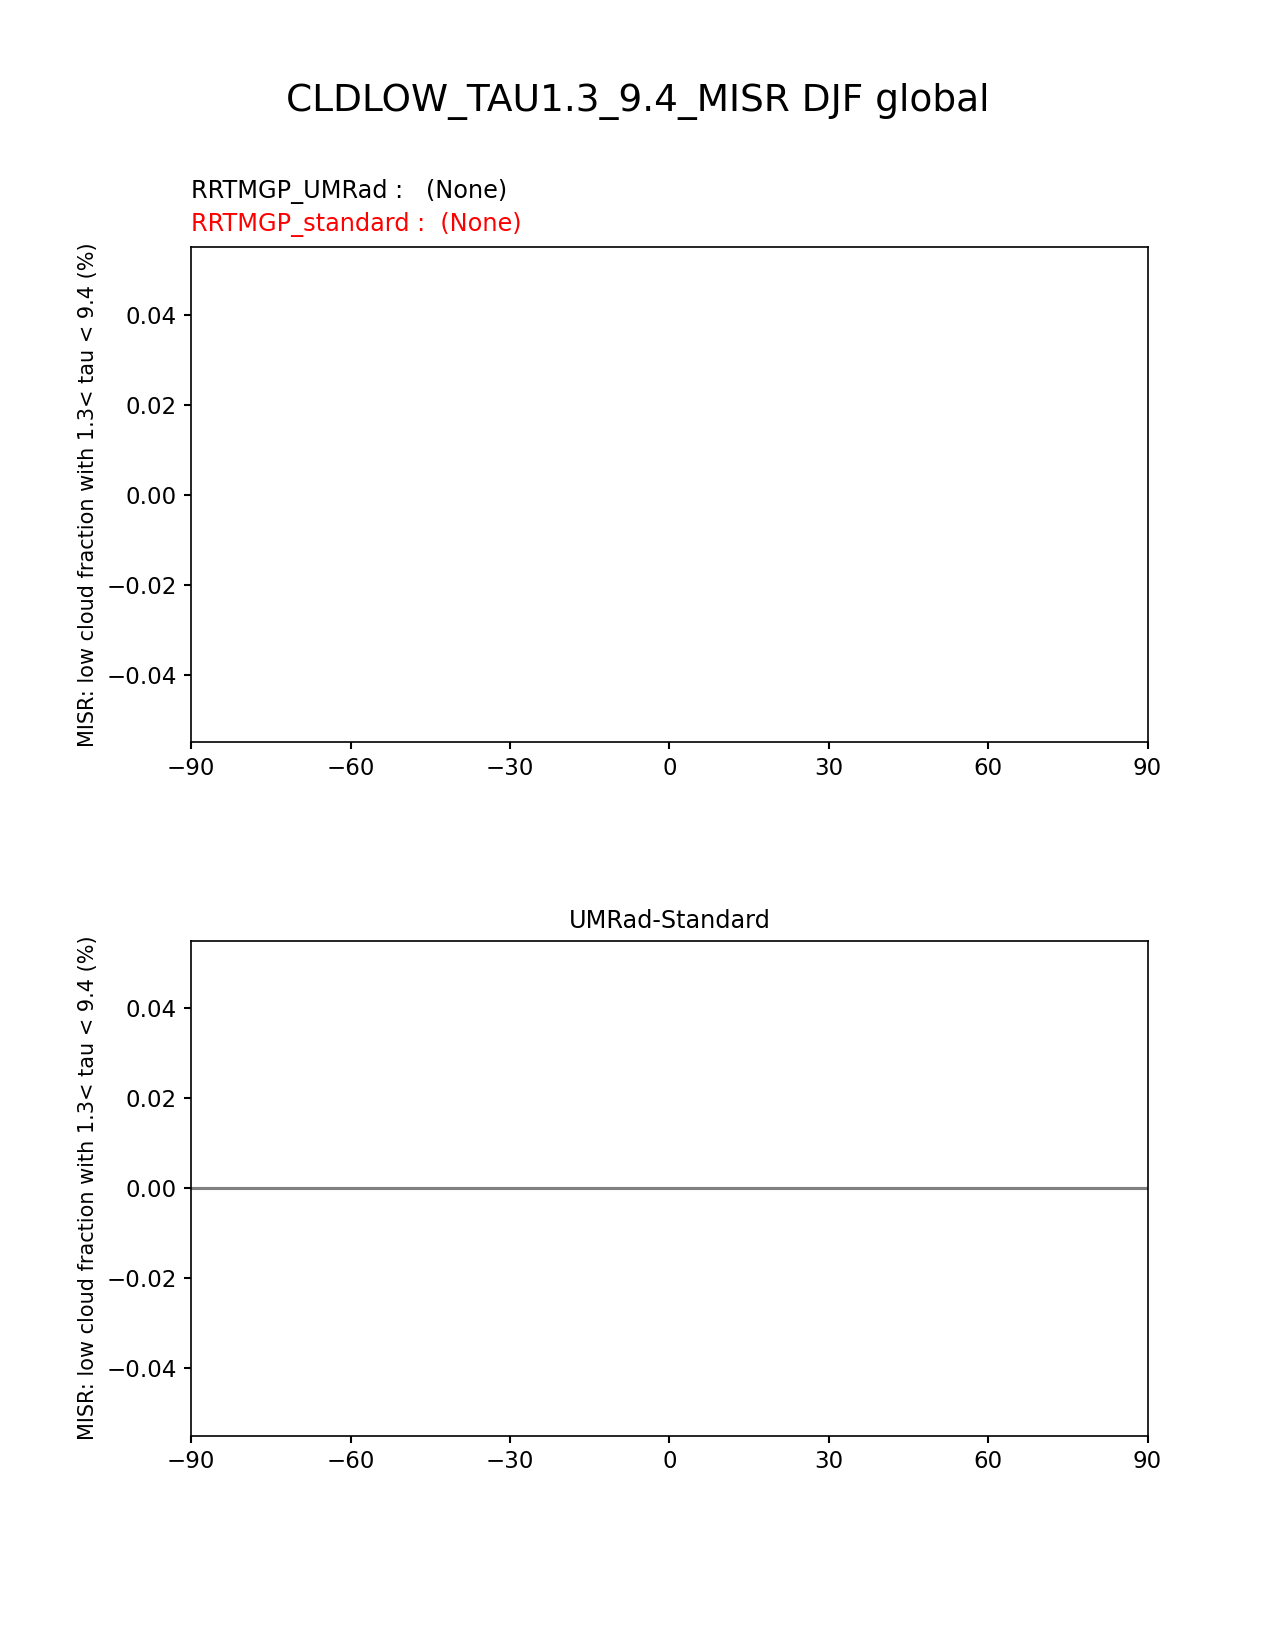 CLDLOW_TAU1.3_9.4_MISR DJF global
RRTMGP_UMRad :   (None)
RRTMGP_standard :  (None)
MISR: low cloud fraction with 1.3< tau < 9.4 (%)
0.04
0.02
0.00
−0.02
−0.04
−90 −60 −30 0 30 60 90
UMRad-Standard
MISR: low cloud fraction with 1.3< tau < 9.4 (%)
0.04
0.02
0.00
−0.02
−0.04
−90 −60 −30 0 30 60 90